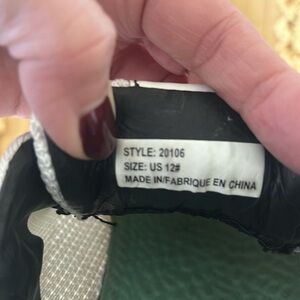 STYLE: 20106
SIZE: US 12#
MADE IN/FABRIQUE EN CHINA